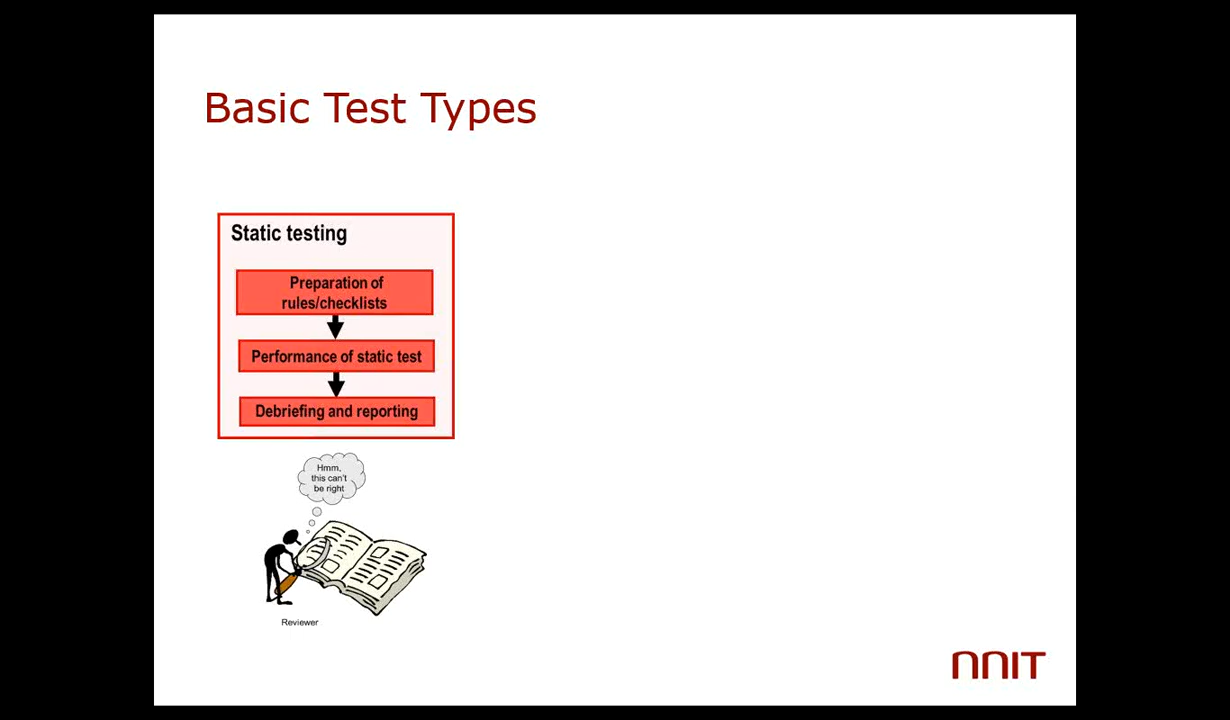 Basic Test Types
Static testing
Preparation of
rules/checklists
Performance of static test
Debriefing and reporting
Hmm,
this can't
be right
Reviewer
nnIT